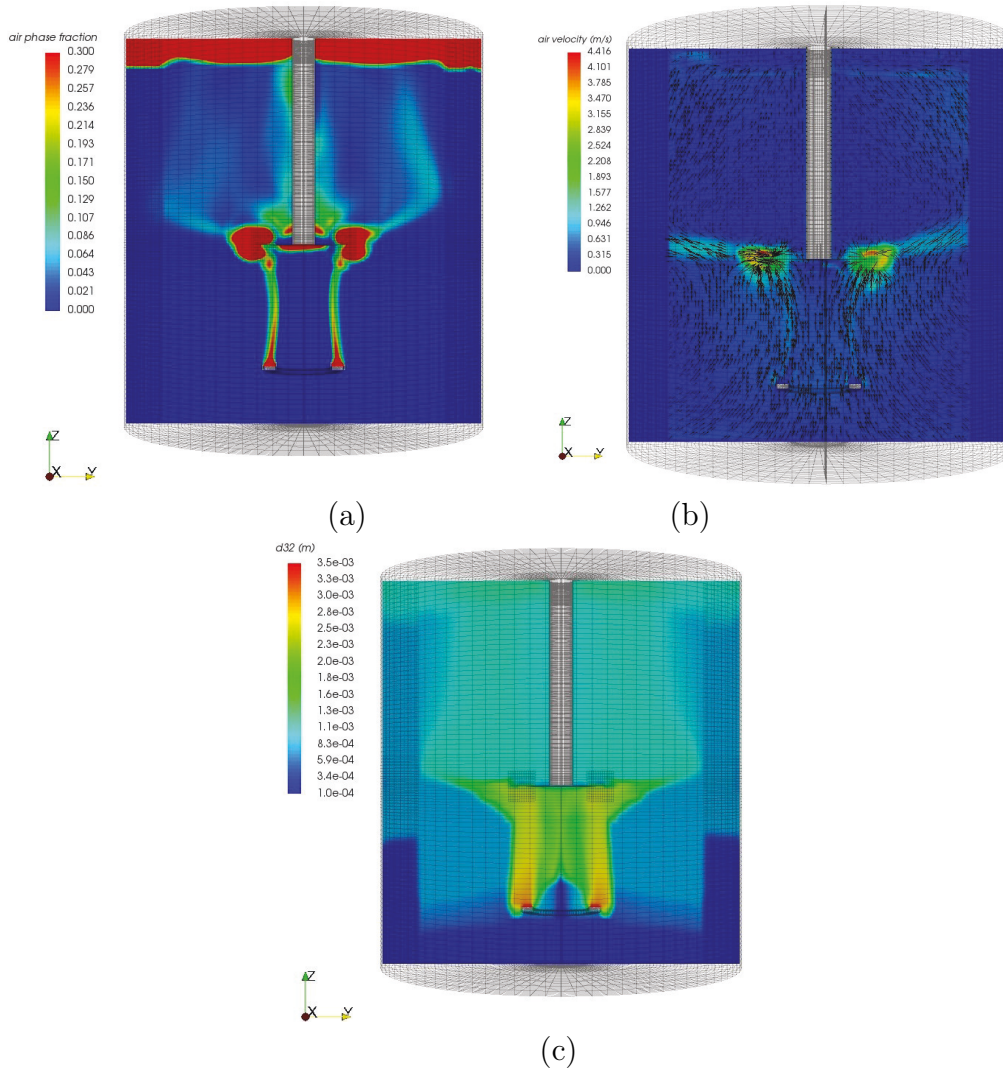 air phase fraction
0.300
0.279
0.257
0.236
0.214
0.193
0.171
0.150
0.129
0.107
0.086
0.064
0.043
0.021
0.000
Z
X
Y
(a)
air velocity (m/s)
4.416
4.101
3.785
3.470
3.155
2.839
2.524
2.208
1.893
1.577
1.262
0.946
0.631
0.315
0.000
Z
X
Y
(b)
d32 (m)
3.5e-03
3.3e-03
3.0e-03
2.8e-03
2.5e-03
2.3e-03
2.0e-03
1.8e-03
1.6e-03
1.3e-03
1.1e-03
8.3e-04
5.9e-04
3.4e-04
1.0e-04
Z
X
Y
(c)